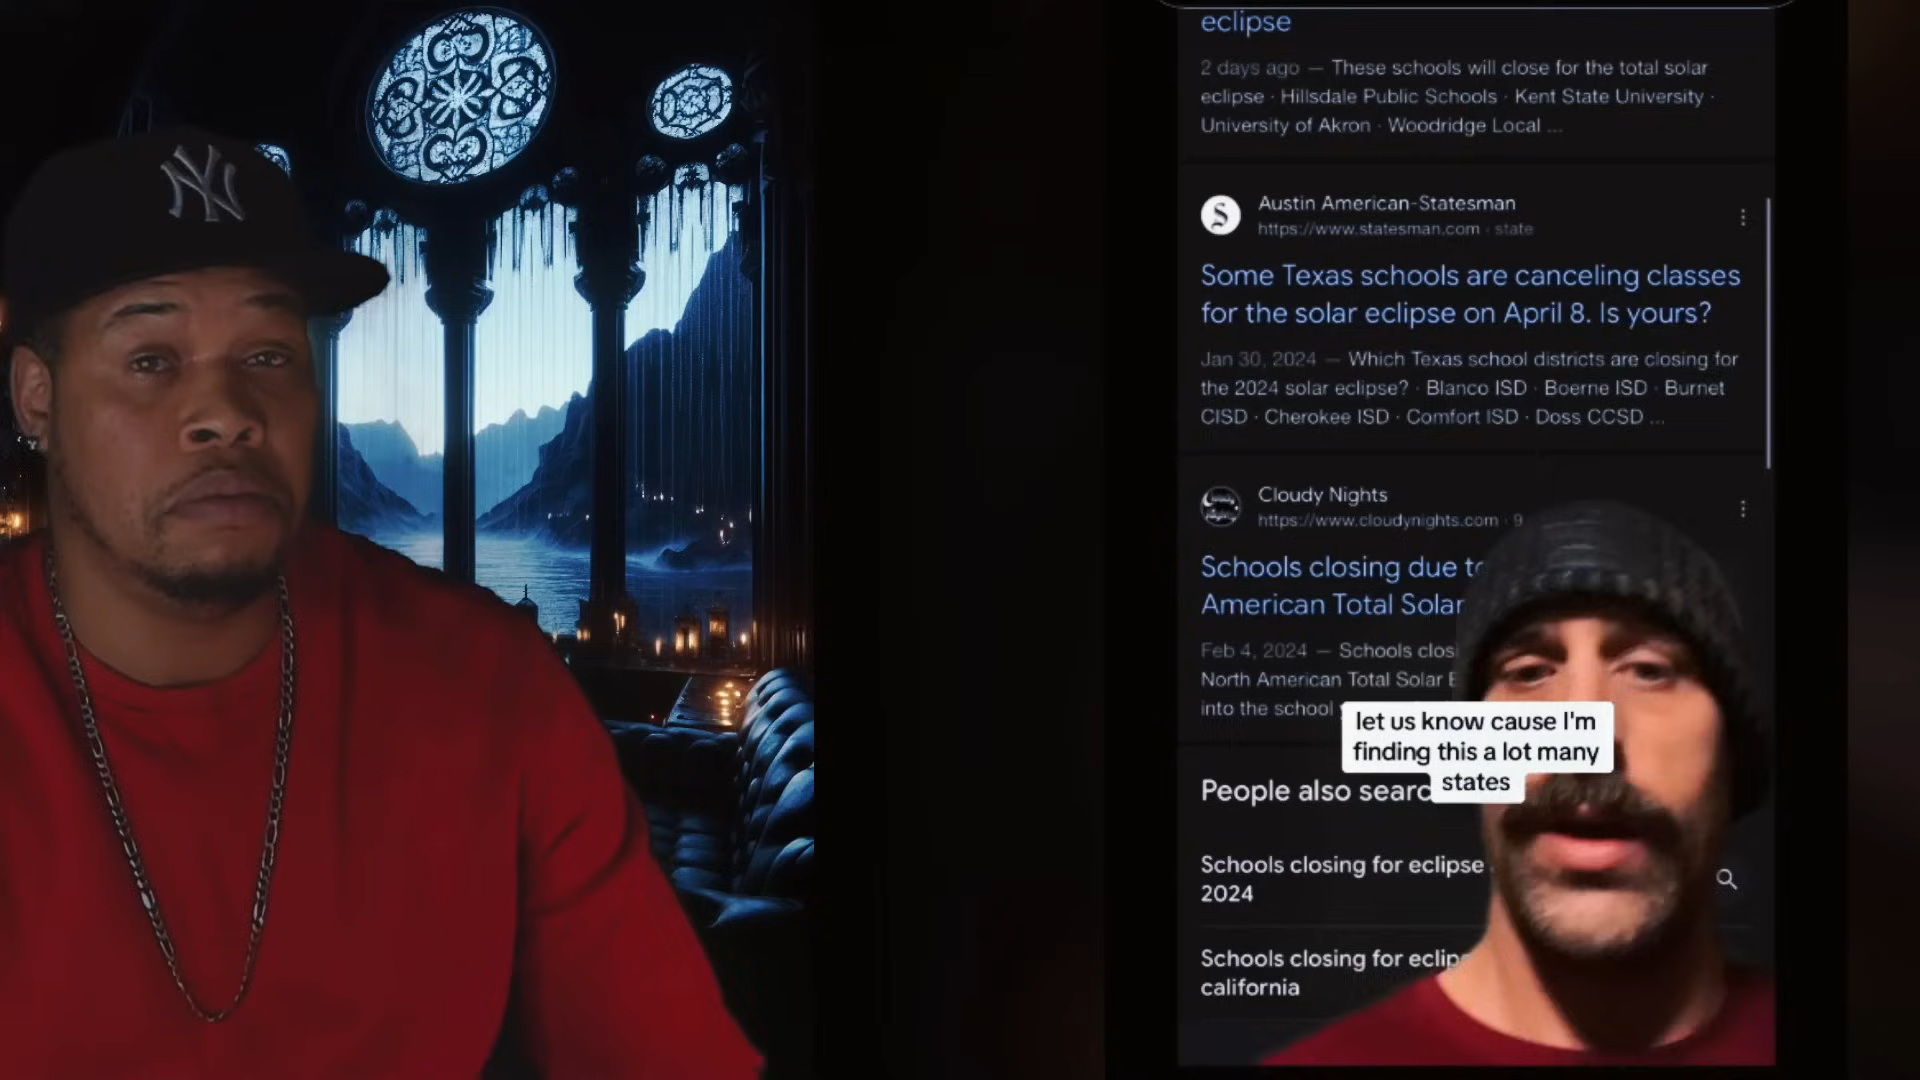 NY
eclipse
2 days ago — These schools will close for the total solar
eclipse · Hillsdale Public Schools · Kent State University ·
University of Akron · Woodridge Local ...
S
Austin American-Statesman
https://www.statesman.com · state
Some Texas schools are canceling classes
for the solar eclipse on April 8. Is yours?
Jan 30, 2024 — Which Texas school districts are closing for
the 2024 solar eclipse? · Blanco ISD · Boerne ISD · Burnet
CISD · Cherokee ISD · Comfort ISD · Doss CCSD ...
Cloudy Nights
https://www.cloudynights.com · 9
Schools closing due to
American Total Solar
Feb 4, 2024 — Schools closi
North American Total Solar E
into the school
let us know cause I'm
finding this a lot many
states
People also searc
Schools closing for eclipse
2024
Schools closing for eclip
california